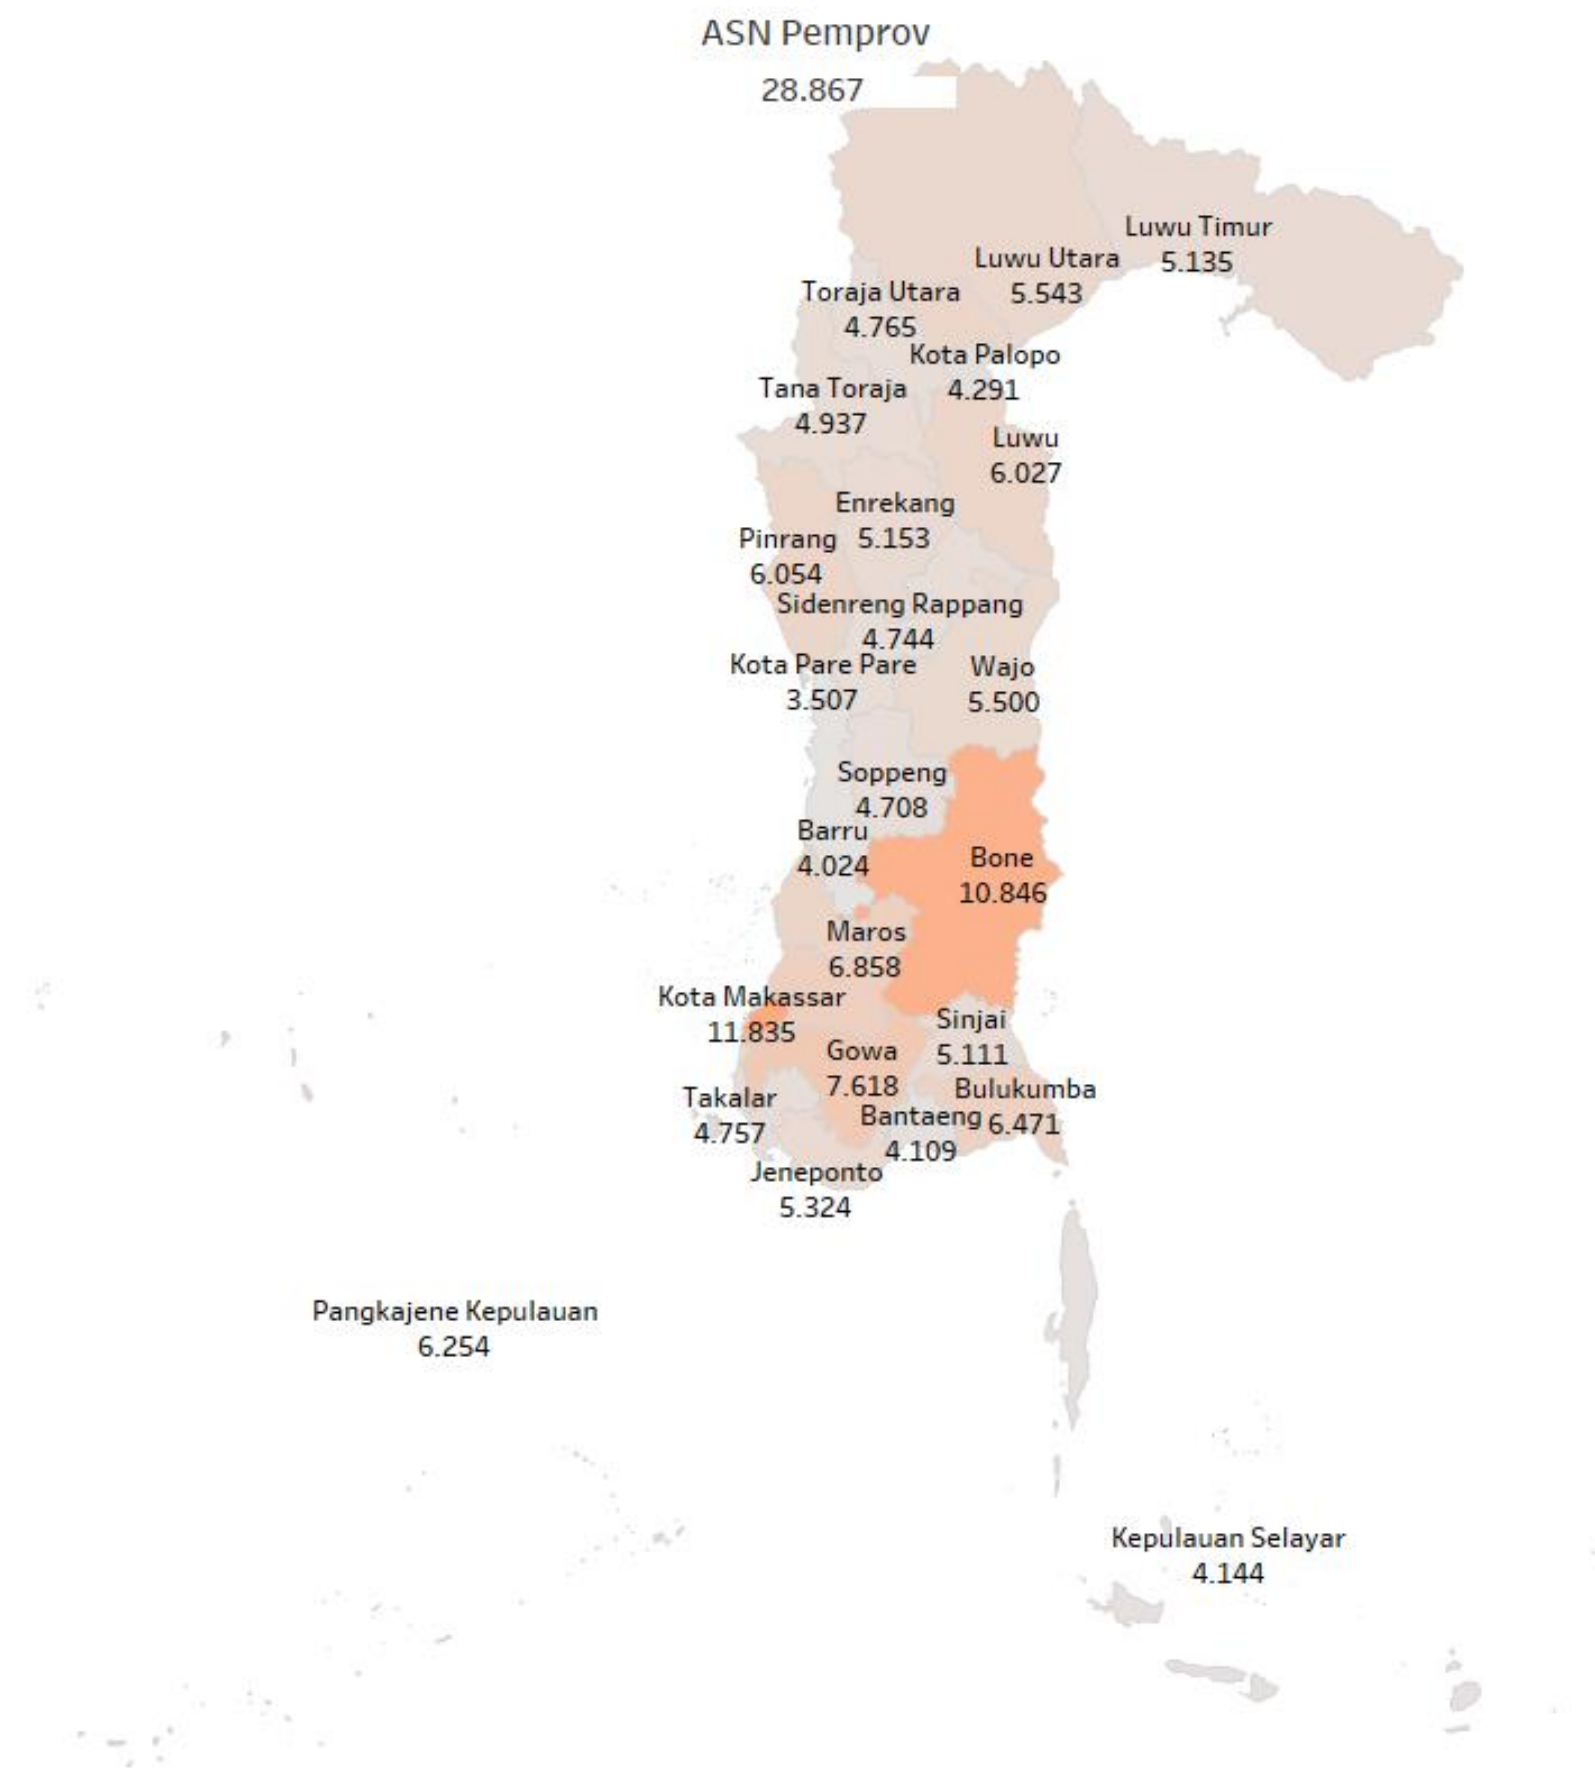 ASN Pemprov
28.867
Luwu Timur
5.135
Luwu Utara
5.543
Toraja Utara
4.765
Kota Palopo
4.291
Tana Toraja
4.937
Luwu
6.027
Enrekang
5.153
Pinrang
6.054
Sidenreng Rappang
4.744
Kota Pare Pare
3.507
Wajo
5.500
Soppeng
4.708
Barru
4.024
Bone
10.846
Maros
6.858
Kota Makassar
11.835
Sinjai
5.111
Gowa
7.618
Bulukumba
6.471
Takalar
4.757
Bantaeng
4.109
Jeneponto
5.324
Pangkajene Kepulauan
6.254
Kepulauan Selayar
4.144